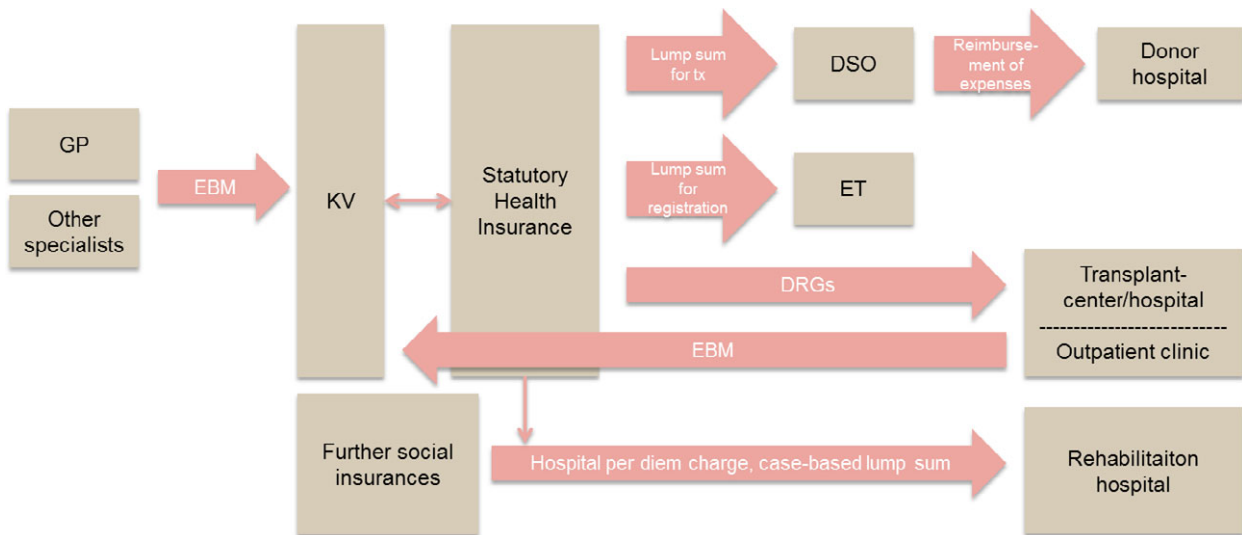 GP
Other
specialists
EBM
KV
Statutory
Health
Insurance
Lump sum
for tx
DSO
Reimburse-
ment of
expenses
Donor
hospital
Lump sum
for
registration
ET
DRGs
Transplant-
center/hospital
----------------------------
Outpatient clinic
EBM
Further social
insurances
Hospital per diem charge, case-based lump sum
Rehabilitaiton
hospital